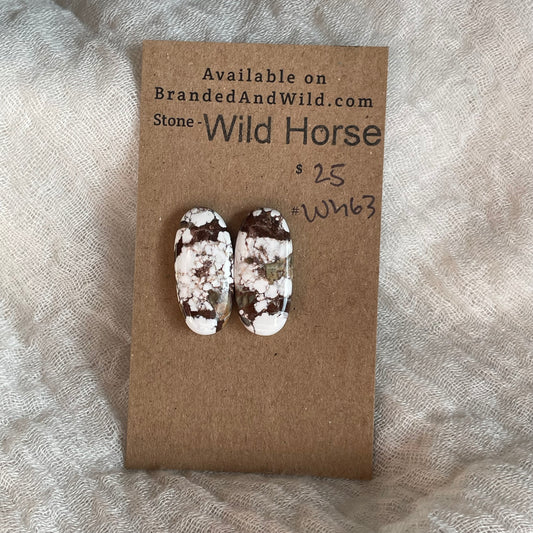 Available on
BrandedAndWild.com
Stone - Wild Horse
$ 25
#WH63